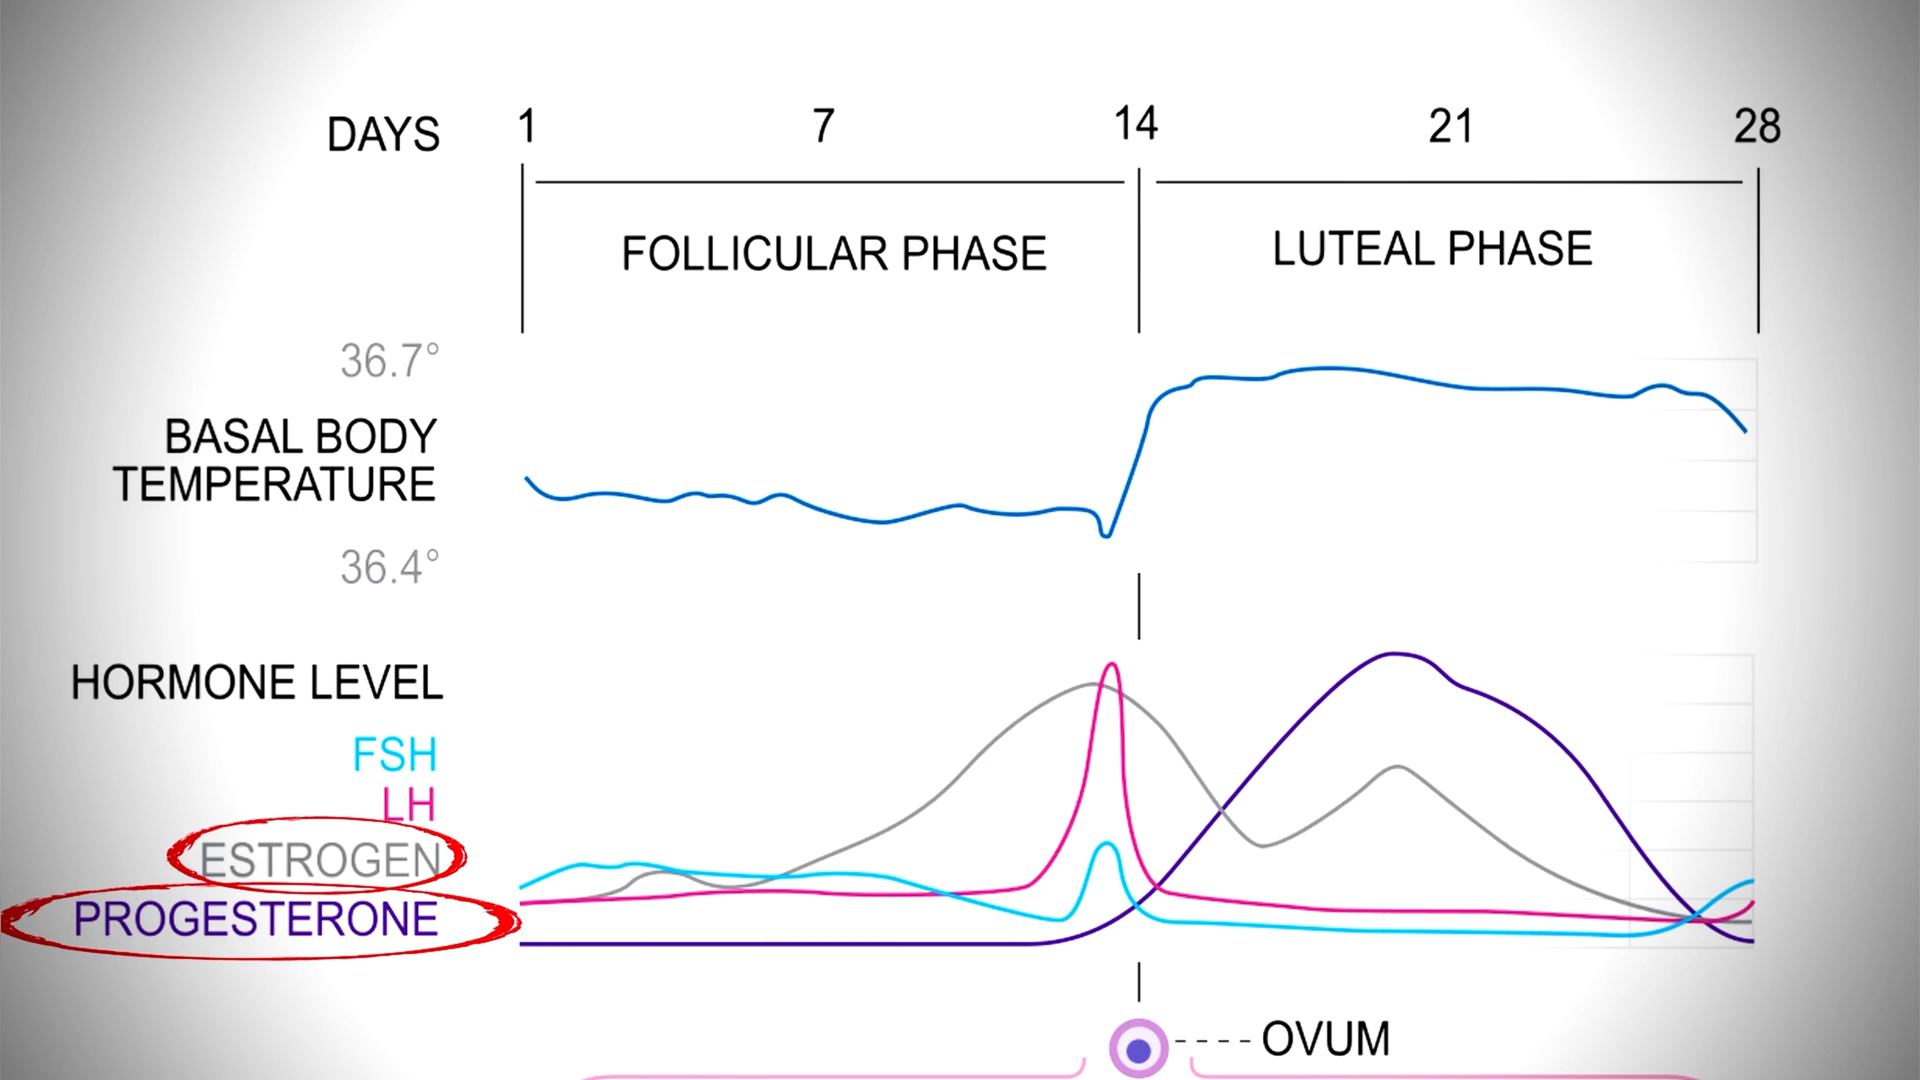 DAYS 1 7 14 21 28
FOLLICULAR PHASE LUTEAL PHASE
36.7°
BASAL BODY
TEMPERATURE
36.4°
HORMONE LEVEL
FSH
LH
ESTROGEN
PROGESTERONE
OVUM